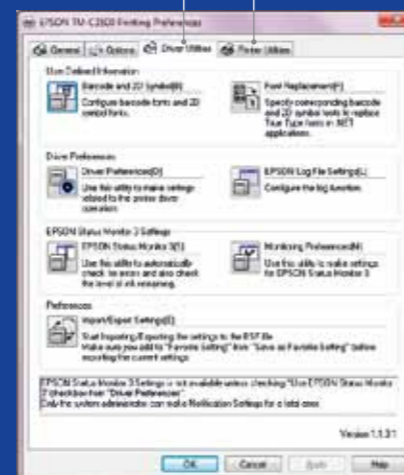 EPSON TM-C3500 Printing Preferences
General
Options
Driver Utilities
Printer Utilities
User Defined Information
Barcode and 2D Symbol(B)
Configure barcode fonts and 2D
symbol fonts.
Font Replacement(F)
Specify corresponding barcode
and 2D symbol fonts to replace
True Type fonts in .NET
applications.
Driver Preferences
Driver Preferences(D)
Use this utility to make settings
related to the printer driver
operation.
EPSON Log File Settings(L)
Configure the log function.
EPSON Status Monitor 3 Settings
EPSON Status Monitor 3(S)
Use this utility to automatically
check for errors and also check
the level of ink remaining.
Monitoring Preferences(M)
Use this utility to make settings
for EPSON Status Monitor 3.
Preferences
Import/Export Settings(E)
Start Importing/Exporting the settings to the BSF file
Make sure you add to "Favorite Setting" from "Save as Favorite Setting" before
exporting the current settings
EPSON Status Monitor 3 Settings is not available unless checking "Use EPSON Status Monitor
3" checkbox from "Driver Preferences".
Only the system administrator can make Notification Settings for a fatal error.
Version 1.1.3.1
OK
Cancel
Apply
Help